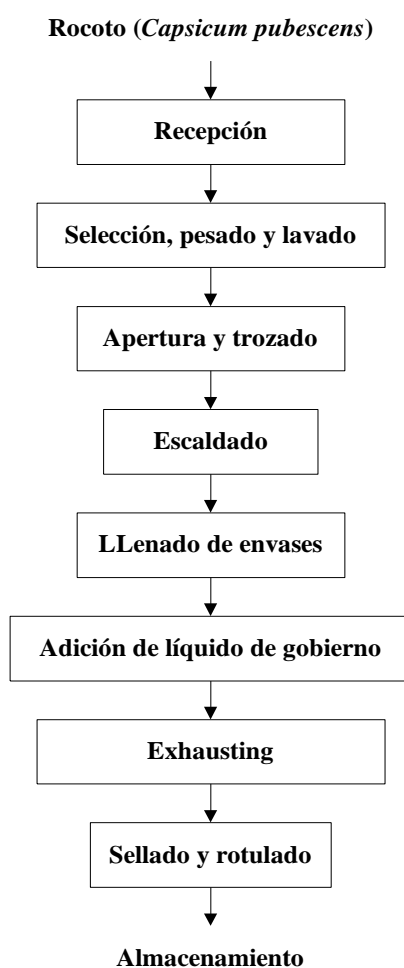 Rocoto (Capsicum pubescens)
Recepción
Selección, pesado y lavado
Apertura y trozado
Escaldado
LLenado de envases
Adición de líquido de gobierno
Exhausting
Sellado y rotulado
Almacenamiento